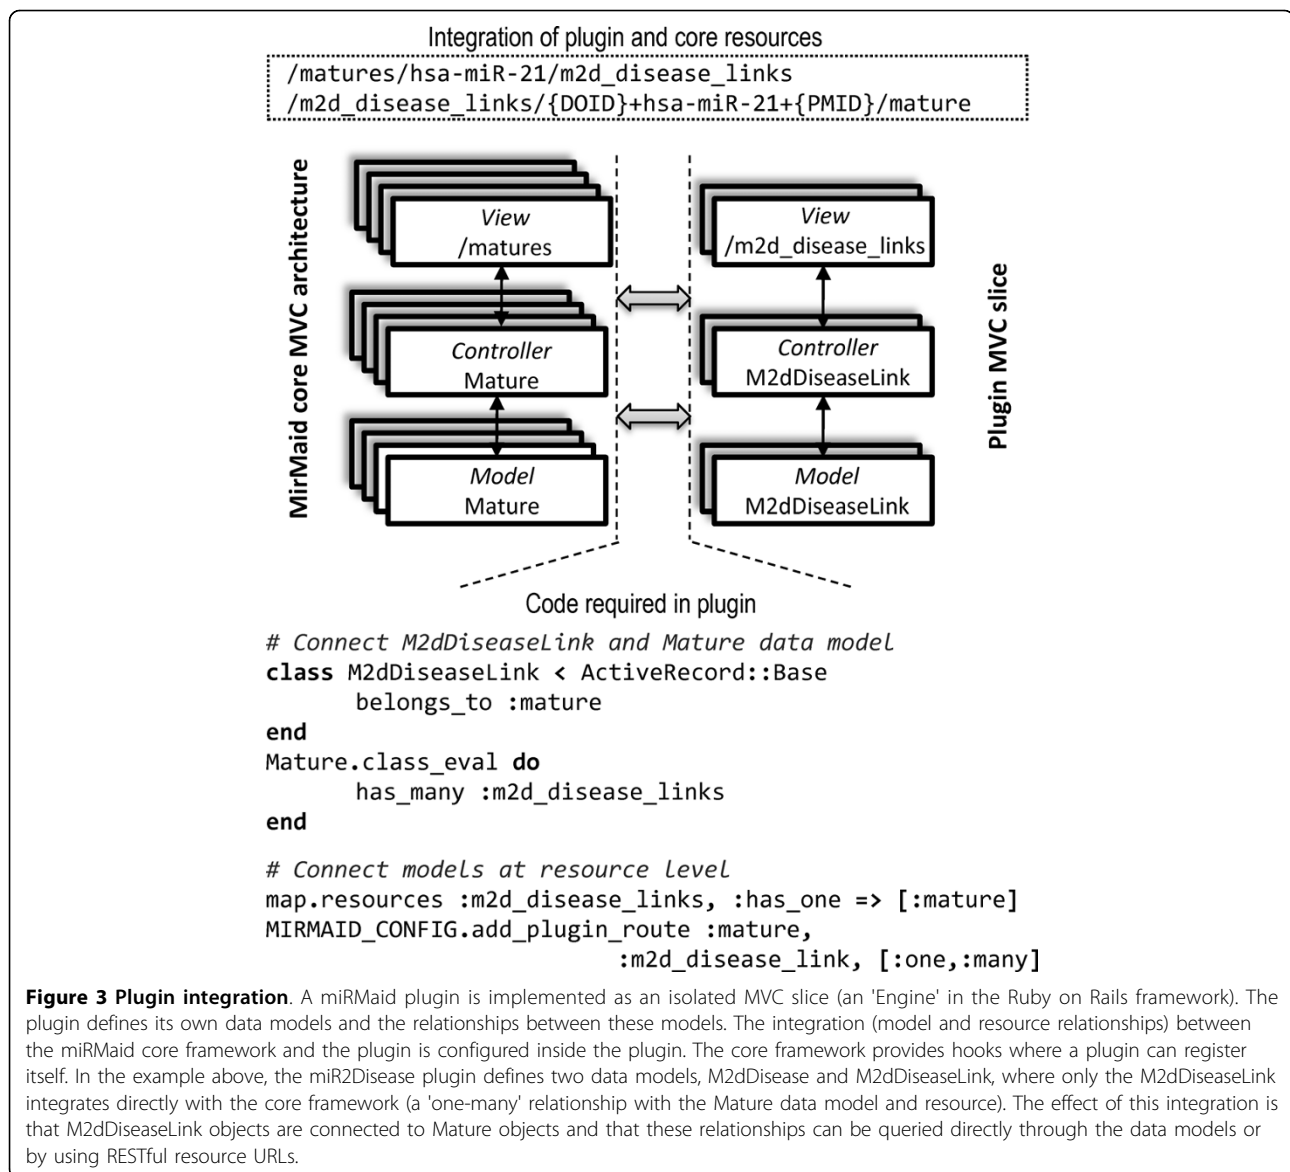 Integration of plugin and core resources
/matures/hsa-miR-21/m2d_disease_links
/m2d_disease_links/{DOID}+hsa-miR-21+{PMID}/mature
MirMaid core MVC architecture
View
/matures
Controller
Mature
Model
Mature
View
/m2d_disease_links
Controller
M2dDiseaseLink
Model
M2dDiseaseLink
Plugin MVC slice
Code required in plugin
# Connect M2dDiseaseLink and Mature data model
class M2dDiseaseLink < ActiveRecord::Base
belongs_to :mature
end
Mature.class_eval do
has_many :m2d_disease_links
end
# Connect models at resource level
map.resources :m2d_disease_links, :has_one => [:mature]
MIRMAID_CONFIG.add_plugin_route :mature,
:m2d_disease_link, [:one,:many]
Figure 3 Plugin integration. A miRMaid plugin is implemented as an isolated MVC slice (an 'Engine' in the Ruby on Rails framework). The
plugin defines its own data models and the relationships between these models. The integration (model and resource relationships) between
the miRMaid core framework and the plugin is configured inside the plugin. The core framework provides hooks where a plugin can register
itself. In the example above, the miR2Disease plugin defines two data models, M2dDisease and M2dDiseaseLink, where only the M2dDiseaseLink
integrates directly with the core framework (a 'one-many' relationship with the Mature data model and resource). The effect of this integration is
that M2dDiseaseLink objects are connected to Mature objects and that these relationships can be queried directly through the data models or
by using RESTful resource URLs.